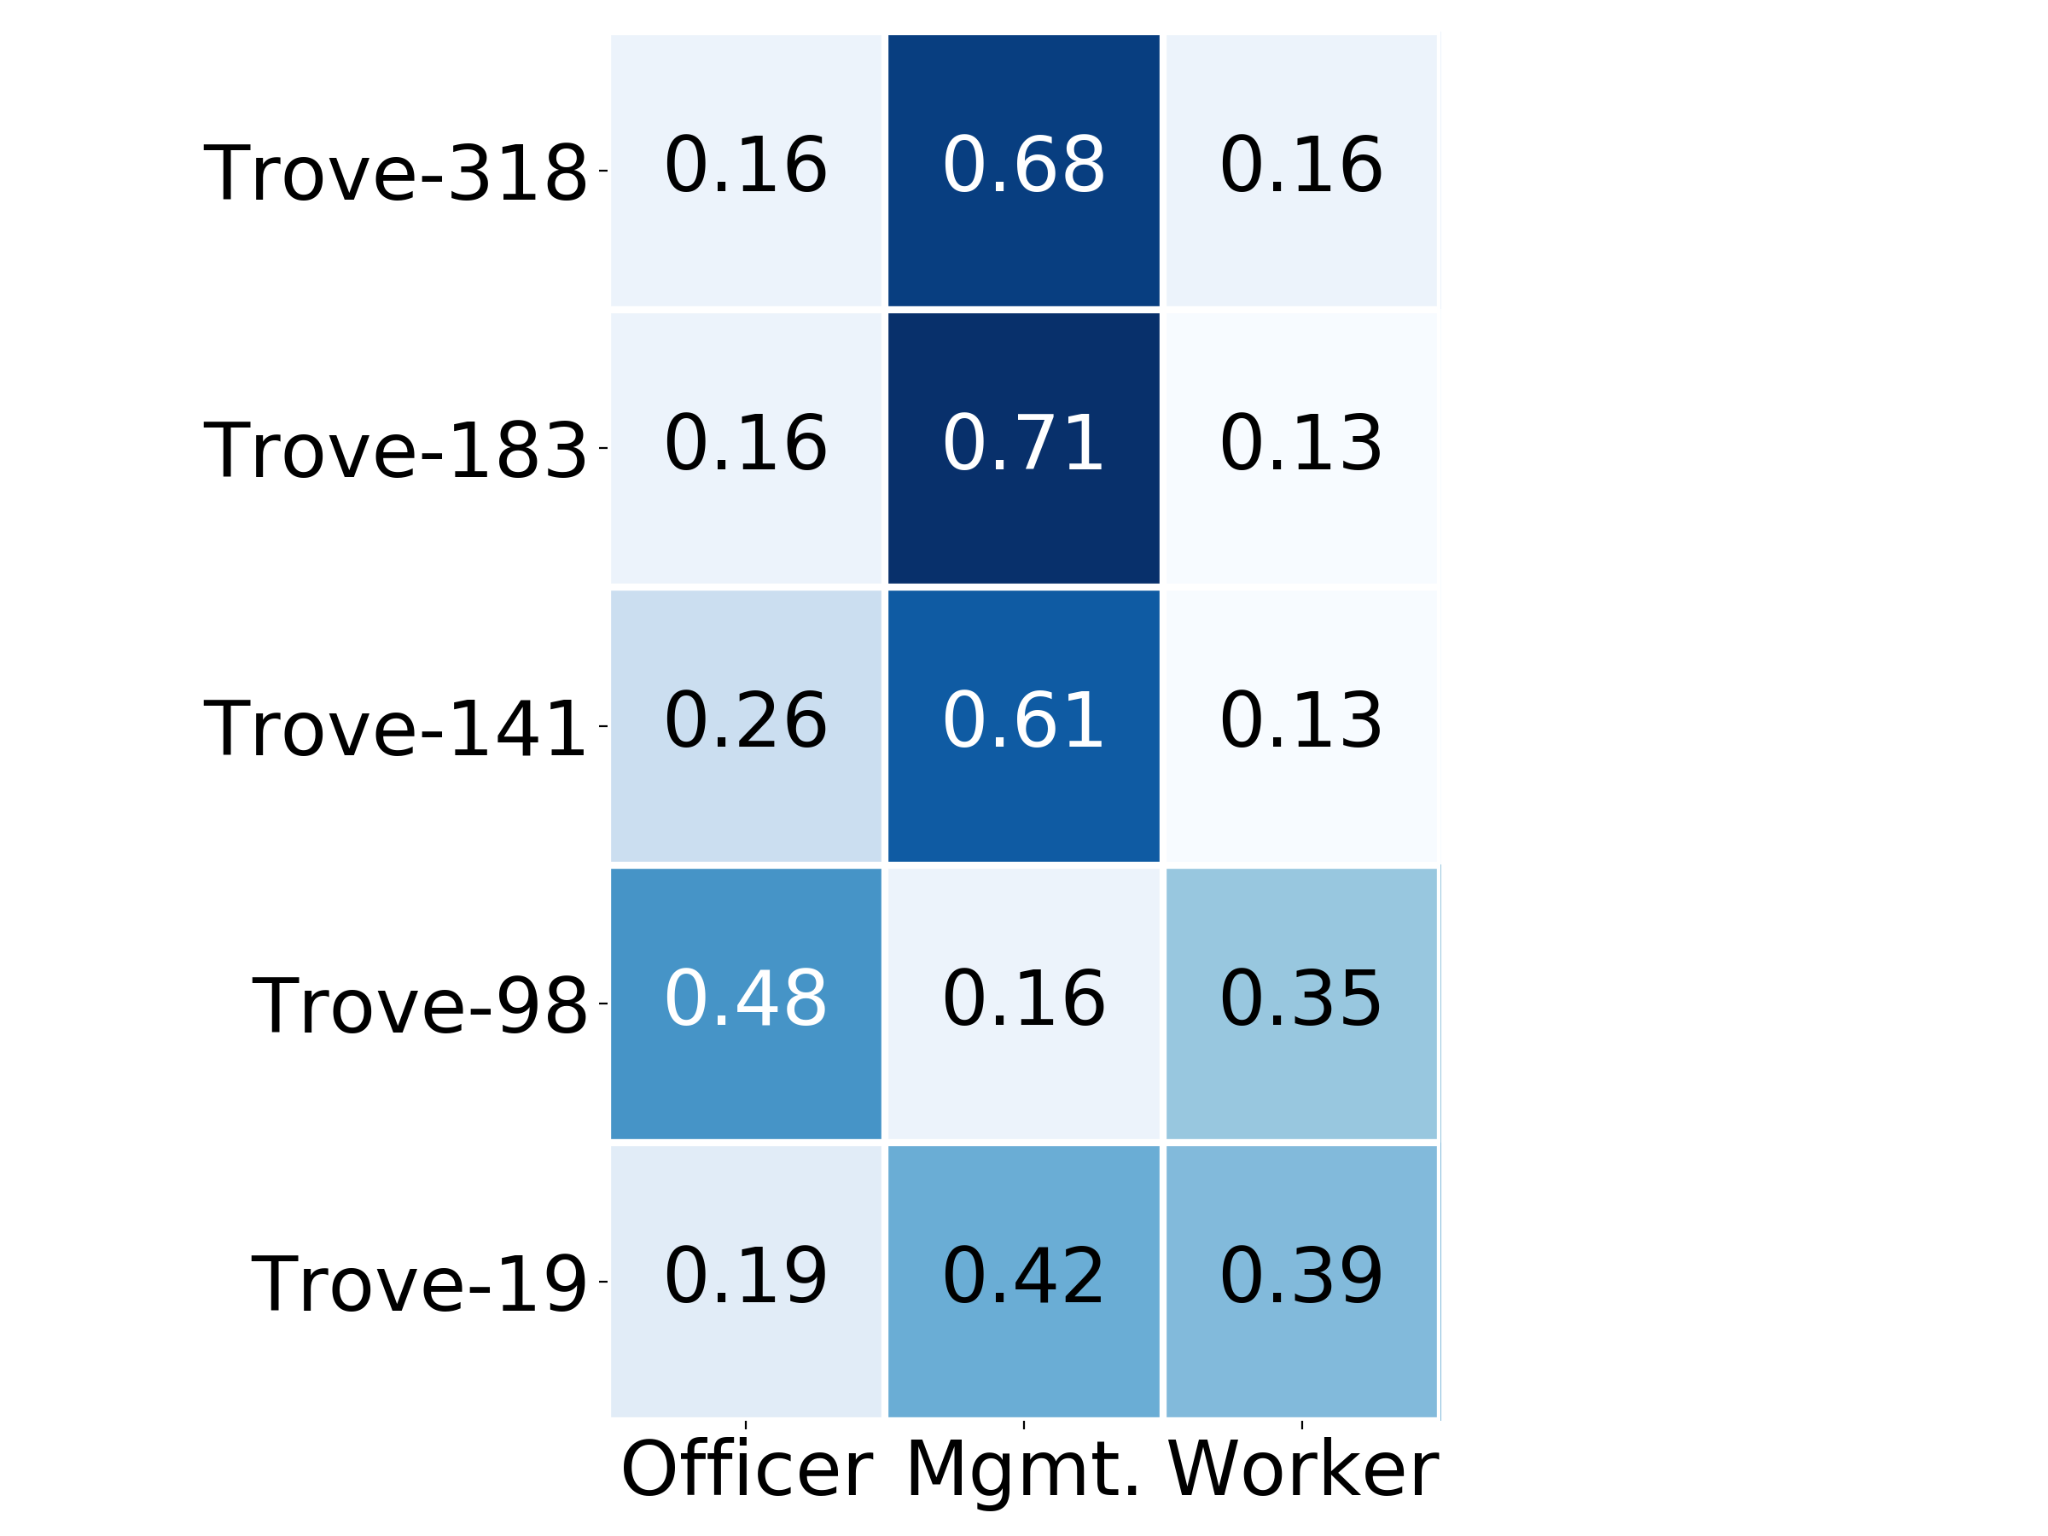 Trove-318 0.16 0.68 0.16
Trove-183 0.16 0.71 0.13
Trove-141 0.26 0.61 0.13
Trove-98 0.48 0.16 0.35
Trove-19 0.19 0.42 0.39
Officer Mgmt. Worker